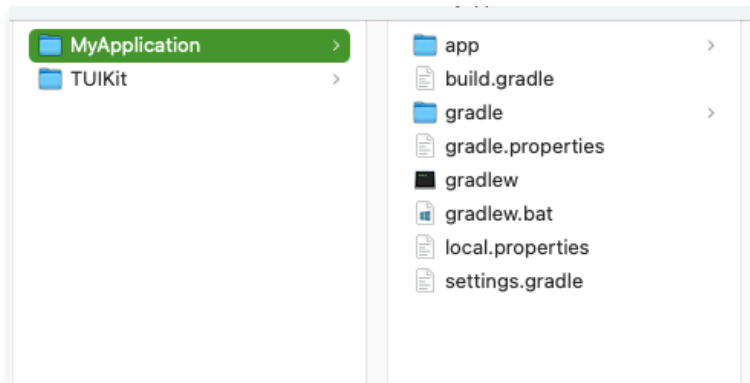 MyApplication
TUIKit
app
build.gradle
gradle
gradle.properties
gradlew
gradlew.bat
local.properties
settings.gradle